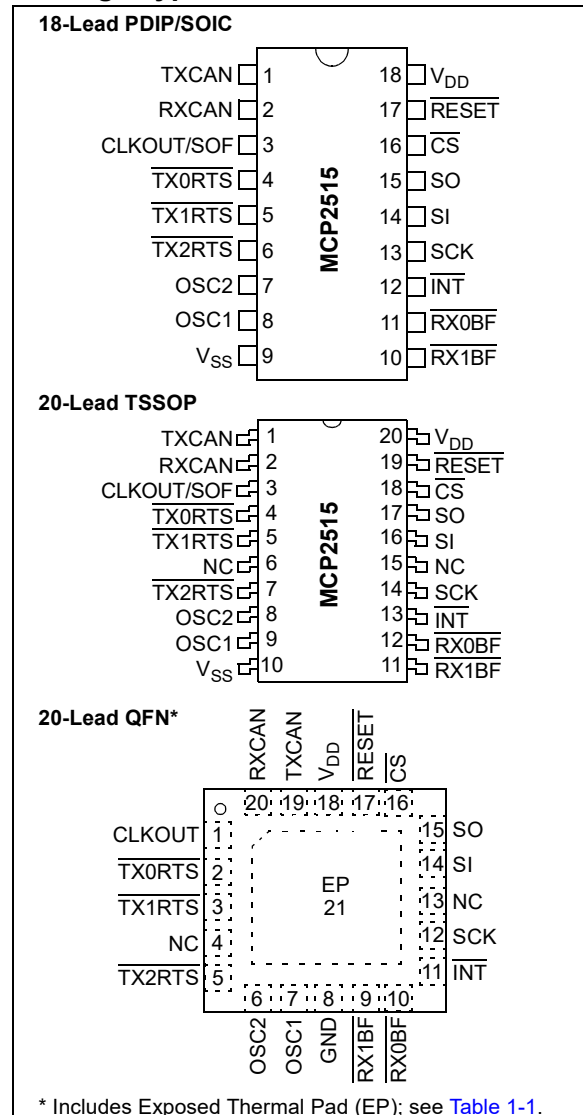 18-Lead PDIP/SOIC
TXCAN 1 18 VDD
RXCAN 2 17 RESET
CLKOUT/SOF 3 16 CS
TX0RTS 4 15 SO
TX1RTS 5 14 SI
TX2RTS 6 13 SCK
OSC2 7 12 INT
OSC1 8 11 RX0BF
VSS 9 10 RX1BF
MCP2515
20-Lead TSSOP
TXCAN 1 20 VDD
RXCAN 2 19 RESET
CLKOUT/SOF 3 18 CS
TX0RTS 4 17 SO
TX1RTS 5 16 SI
NC 6 15 NC
TX2RTS 7 14 SCK
OSC2 8 13 INT
OSC1 9 12 RX0BF
VSS 10 11 RX1BF
MCP2515
20-Lead QFN*
RXCAN TXCAN VDD RESET CS
20 19 18 17 16
CLKOUT 1 15 SO
TX0RTS 2 14 SI
TX1RTS 3 13 NC
NC 4 12 SCK
TX2RTS 5 11 INT
EP
21
6 7 8 9 10
OSC2 OSC1 GND RX1BF RX0BF
* Includes Exposed Thermal Pad (EP); see Table 1-1.